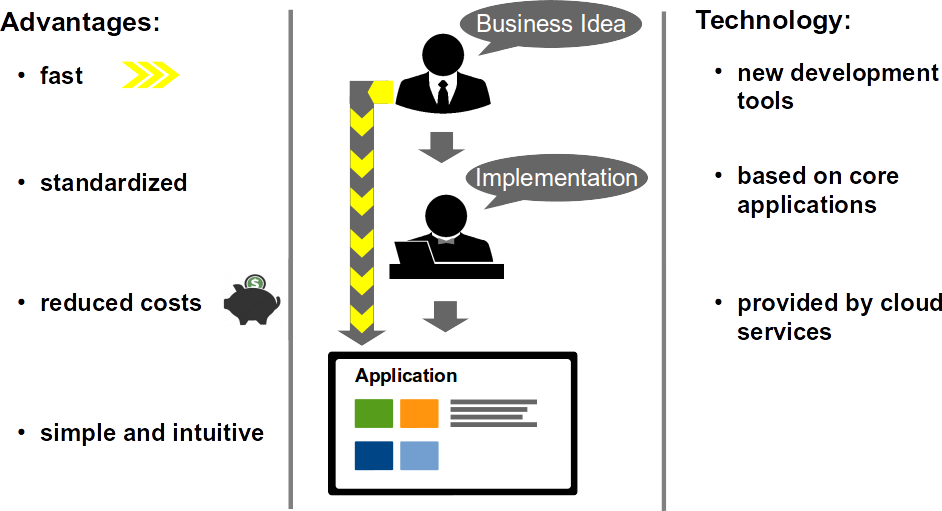 Advantages:
• fast
• standardized
• reduced costs
$
• simple and intuitive
Business Idea
Implementation
Application
Technology:
• new development
tools
• based on core
applications
• provided by cloud
services